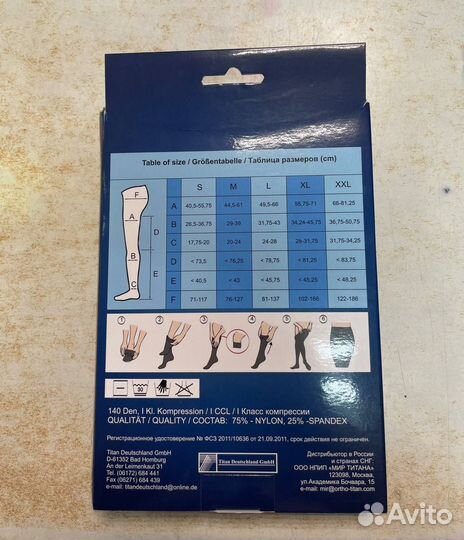 Table of size / Größentabelle / Таблица размеров (cm)
S M L XL XXL
A 40,5-55,75 44,5-61 49,5-66 55,75-71 66-81,25
B 26,5-36,75 29-38 31,75-43 34,24-45,75 36,75-50,75
C 17,75-20 20-24 24-28 28-31,75 31,75-34,25
D < 73,5 < 76,25 < 78,75 < 81,25 < 83,75
E < 40,5 < 43 < 45,75 < 45,25 < 48,25
F 71-117 76-127 81-137 102-166 122-186
F
A
D
B
E
C
1 2 3 4 5 6
30
140 Den, I Kl. Kompression / I CCL / I Класс компрессии
QUALITÄT / QUALITY / СОСТАВ: 75% - NYLON, 25% -SPANDEX
Регистрационное удостоверение № ФСЗ 2011/10636 от 21.09.2011, срок действия не ограничен.
Titan Deutschland GmbH
D-61352 Bad Homburg
An der Leimenkaut 31
Tel. (06172) 684 441
Fax (06271) 684 439
e-mail: titandeutschland@online.de
Titan Deutschland GmbH
Дистрибьютор в России
и странах СНГ:
ООО НПИП «МИР ТИТАНА»
123098, Москва,
ул.Академика Бочвара, 15
e-mail: mir@ortho-titan.com
Avito